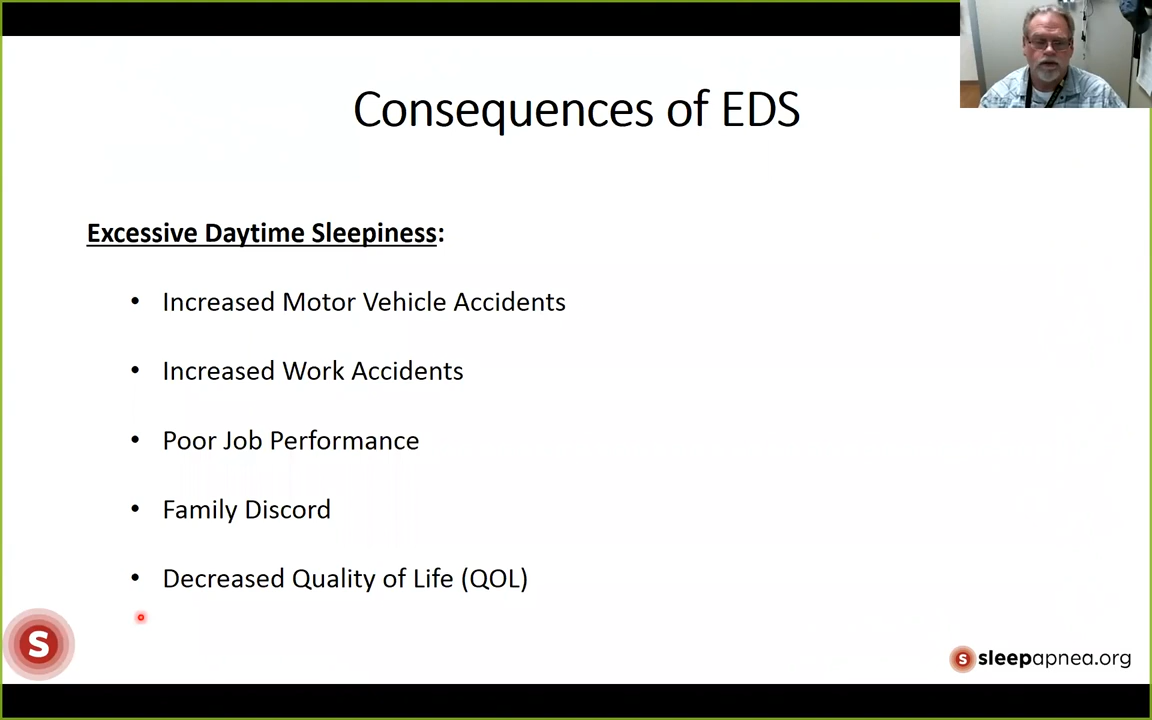 Consequences of EDS
Excessive Daytime Sleepiness:
• Increased Motor Vehicle Accidents
• Increased Work Accidents
• Poor Job Performance
• Family Discord
• Decreased Quality of Life (QOL)
S
S sleepapnea.org